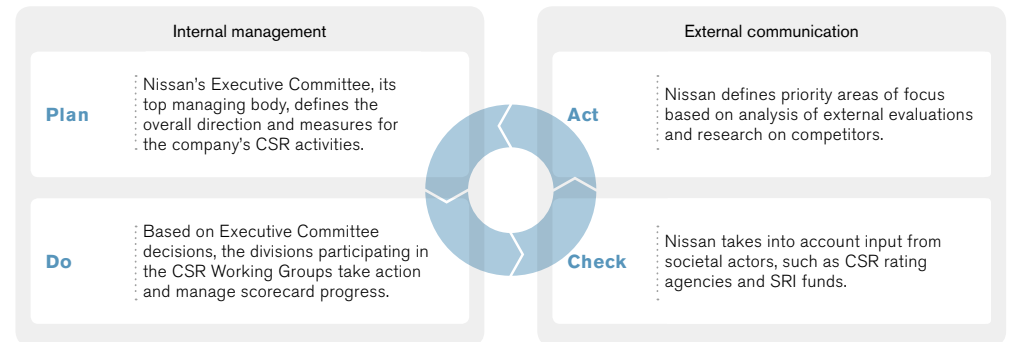 Internal management
Plan
Nissan's Executive Committee, its
top managing body, defines the
overall direction and measures for
the company's CSR activities.
Do
Based on Executive Committee
decisions, the divisions participating in
the CSR Working Groups take action
and manage scorecard progress.
External communication
Act
Nissan defines priority areas of focus
based on analysis of external evaluations
and research on competitors.
Check
Nissan takes into account input from
societal actors, such as CSR rating
agencies and SRI funds.